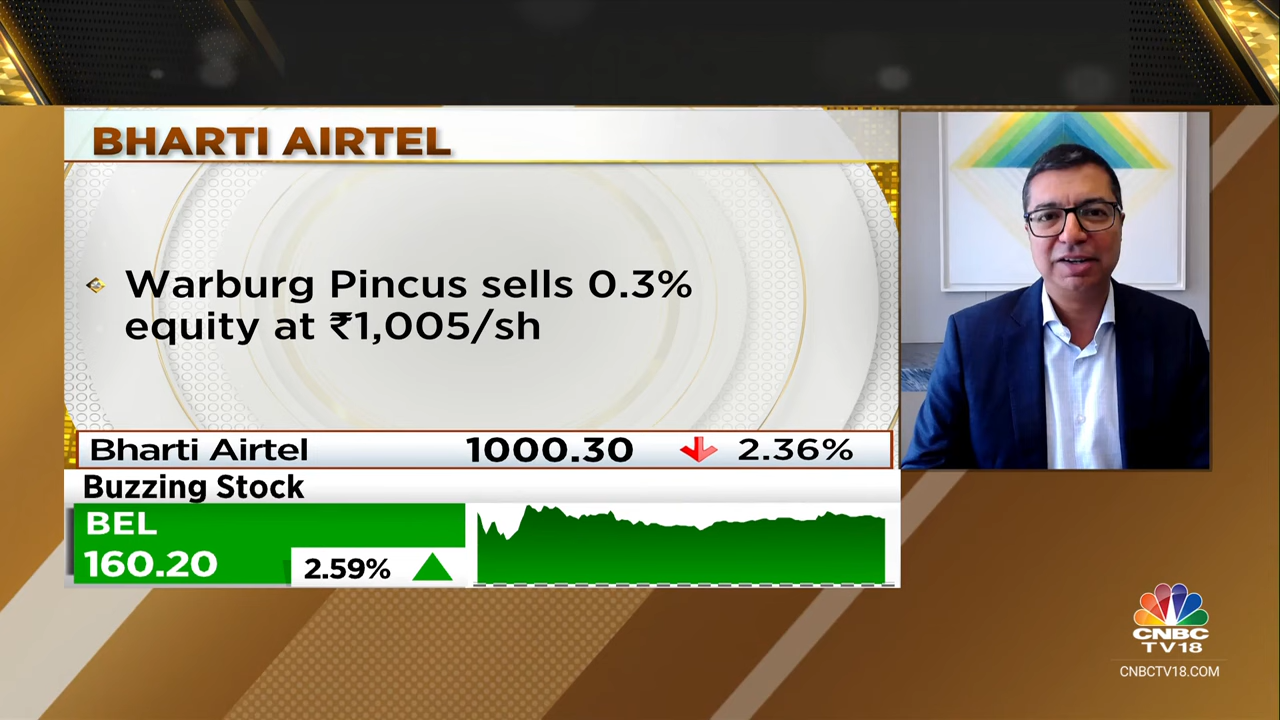 BHARTI AIRTEL
Warburg Pincus sells 0.3%
equity at ₹1,005/sh
Bharti Airtel 1000.30 2.36%
Buzzing Stock
BEL
160.20 2.59%
CNBC
TV18
CNBCTV18.COM